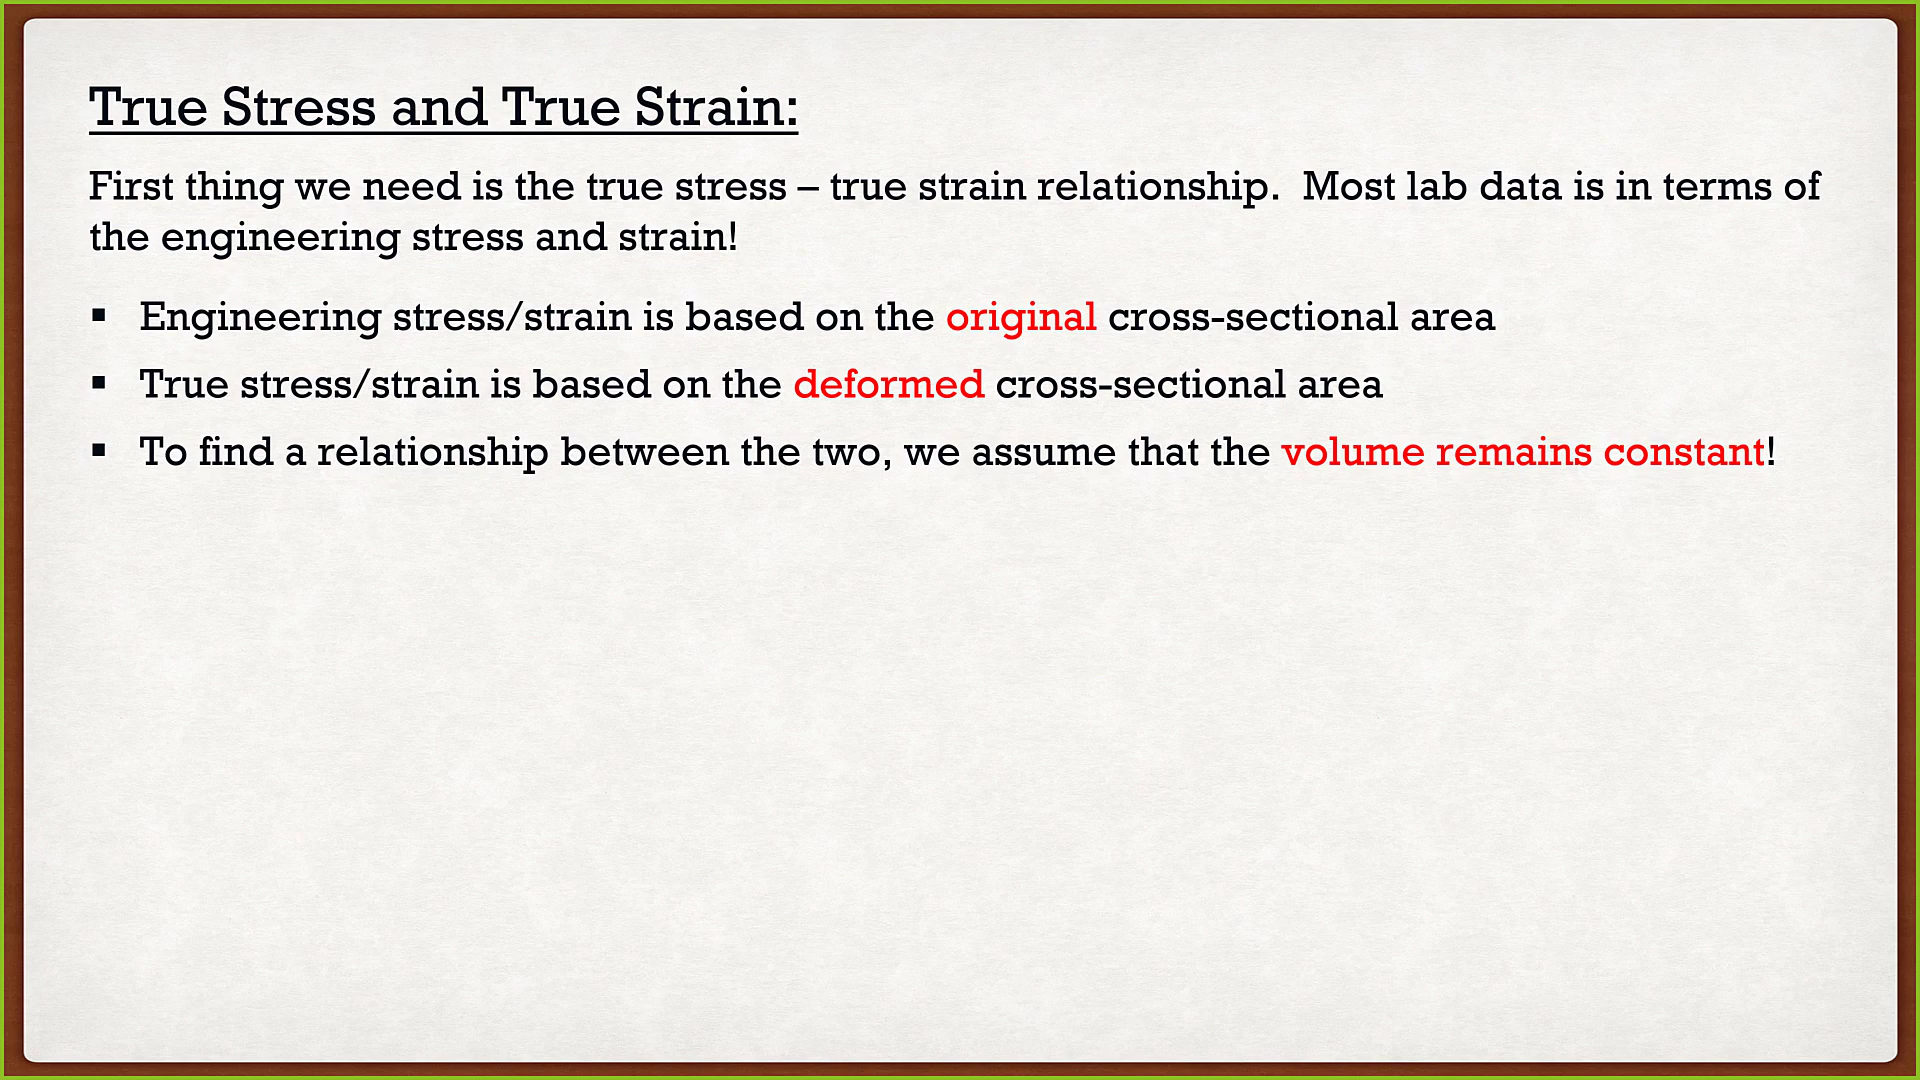 True Stress and True Strain:
First thing we need is the true stress – true strain relationship.  Most lab data is in terms of
the engineering stress and strain!
▪ Engineering stress/strain is based on the original cross-sectional area
▪ True stress/strain is based on the deformed cross-sectional area
▪ To find a relationship between the two, we assume that the volume remains constant!